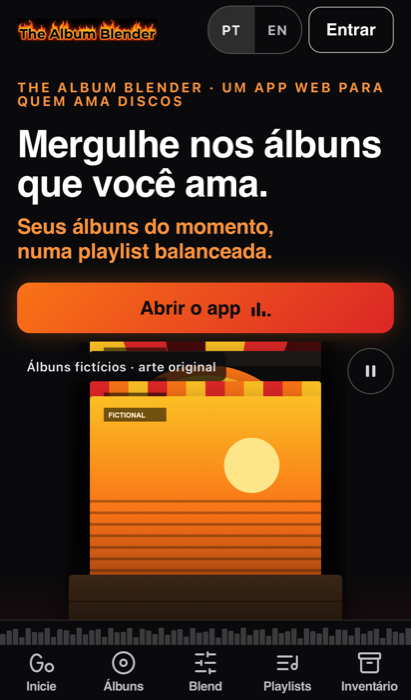 The Album Blender
PT EN Entrar
THE ALBUM BLENDER · UM APP WEB PARA
QUEM AMA DISCOS
Mergulhe nos álbuns
que você ama.
Seus álbuns do momento,
numa playlist balanceada.
Abrir o app
Álbuns fictícios · arte original
FICTIONAL
Go
Inicie Álbuns Blend Playlists Inventário